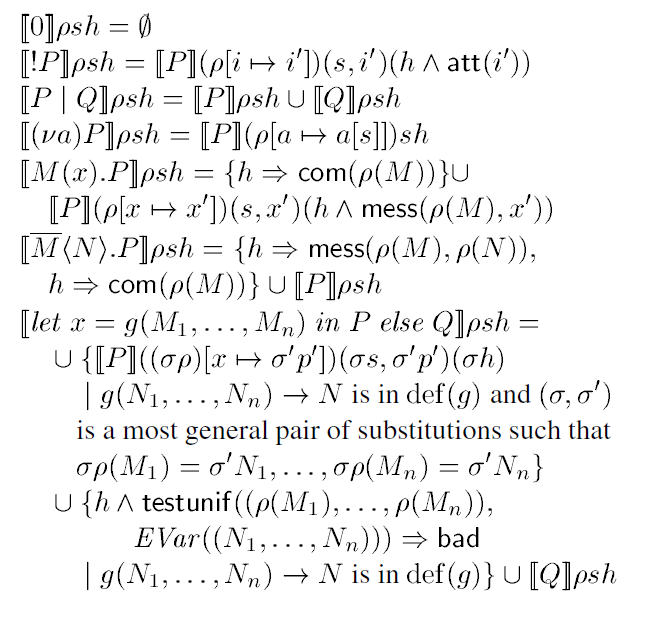 ⟦0⟧ρsh = ∅
⟦!P⟧ρsh = ⟦P⟧(ρ[i ↦ i′])(s, i′)(h ∧ att(i′))
⟦P | Q⟧ρsh = ⟦P⟧ρsh ∪ ⟦Q⟧ρsh
⟦(νa)P⟧ρsh = ⟦P⟧(ρ[a ↦ a[s]])sh
⟦M(x).P⟧ρsh = {h ⇒ com(ρ(M))}∪
⟦P⟧(ρ[x ↦ x′])(s, x′)(h ∧ mess(ρ(M), x′))
⟦M̅⟨N⟩.P⟧ρsh = {h ⇒ mess(ρ(M), ρ(N)),
h ⇒ com(ρ(M))} ∪ ⟦P⟧ρsh
⟦let x = g(M₁, . . . , Mₙ) in P else Q⟧ρsh =
∪ {⟦P⟧((σρ)[x ↦ σ′p′])(σs, σ′p′)(σh)
| g(N₁, . . . , Nₙ) → N is in def(g) and (σ, σ′)
is a most general pair of substitutions such that
σρ(M₁) = σ′N₁, . . . , σρ(Mₙ) = σ′Nₙ}
∪ {h ∧ testunif((ρ(M₁), . . . , ρ(Mₙ)),
EVar((N₁, . . . , Nₙ))) ⇒ bad
| g(N₁, . . . , Nₙ) → N is in def(g)} ∪ ⟦Q⟧ρsh